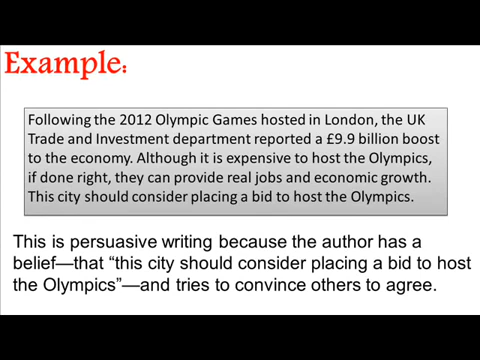 Example:
Following the 2012 Olympic Games hosted in London, the UK
Trade and Investment department reported a £9.9 billion boost
to the economy. Although it is expensive to host the Olympics,
if done right, they can provide real jobs and economic growth.
This city should consider placing a bid to host the Olympics.
This is persuasive writing because the author has a
belief—that “this city should consider placing a bid to host
the Olympics”—and tries to convince others to agree.